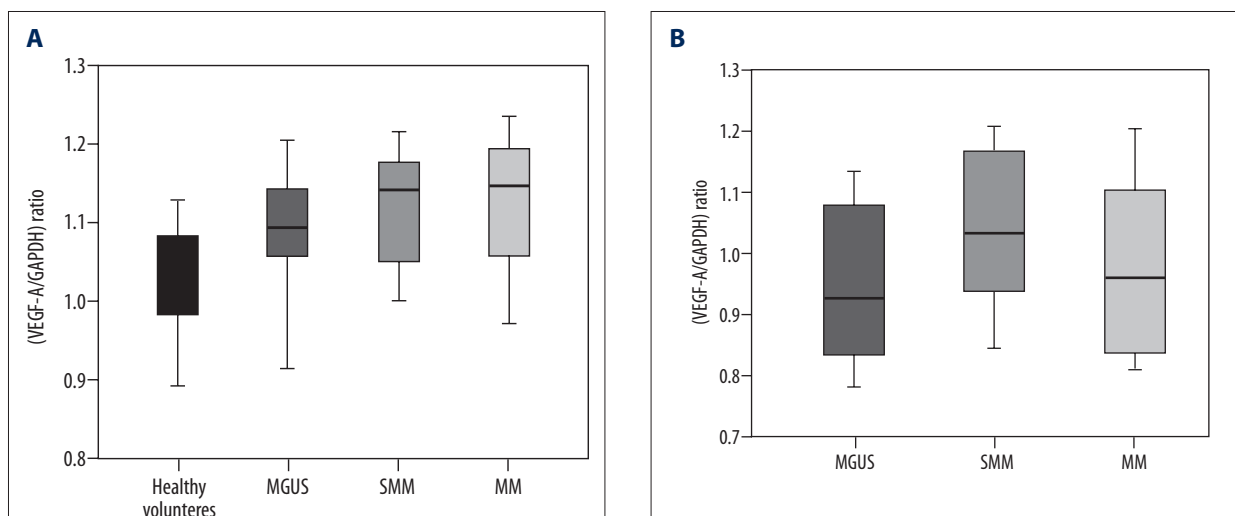 A
(VEGF-A/GAPDH) ratio
1.3
1.2
1.1
1.0
0.9
0.8
Healthy
volunteres
MGUS
SMM
MM
B
(VEGF-A/GAPDH) ratio
1.3
1.2
1.1
1.0
0.9
0.8
0.7
MGUS
SMM
MM